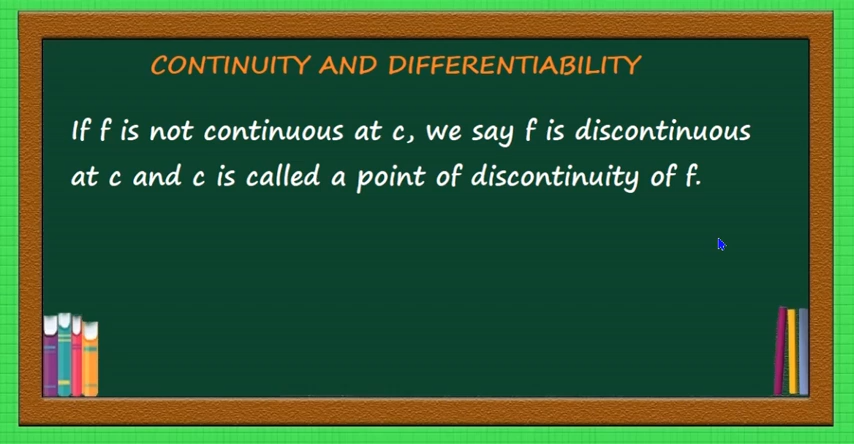 CONTINUITY AND DIFFERENTIABILITY
If f is not continuous at c, we say f is discontinuous
at c and c is called a point of discontinuity of f.